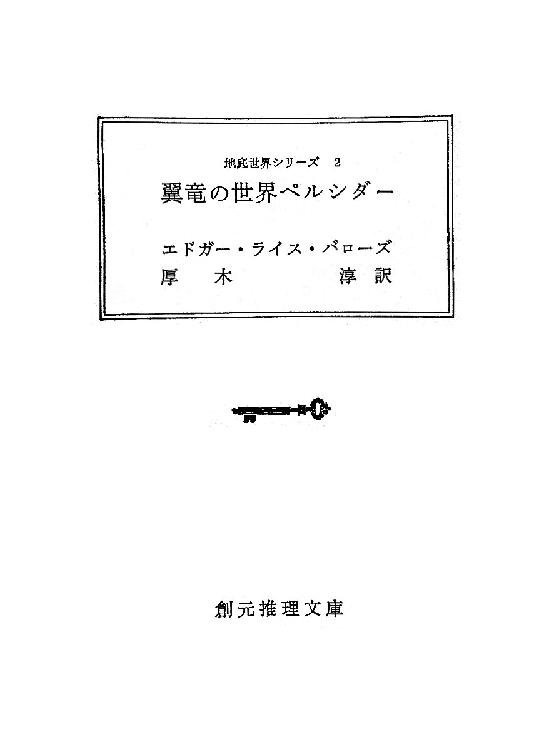 地底世界シリーズ 2
翼竜の世界ペルシダー
エドガー・ライス・バローズ
厚木 淳訳
創元推理文庫